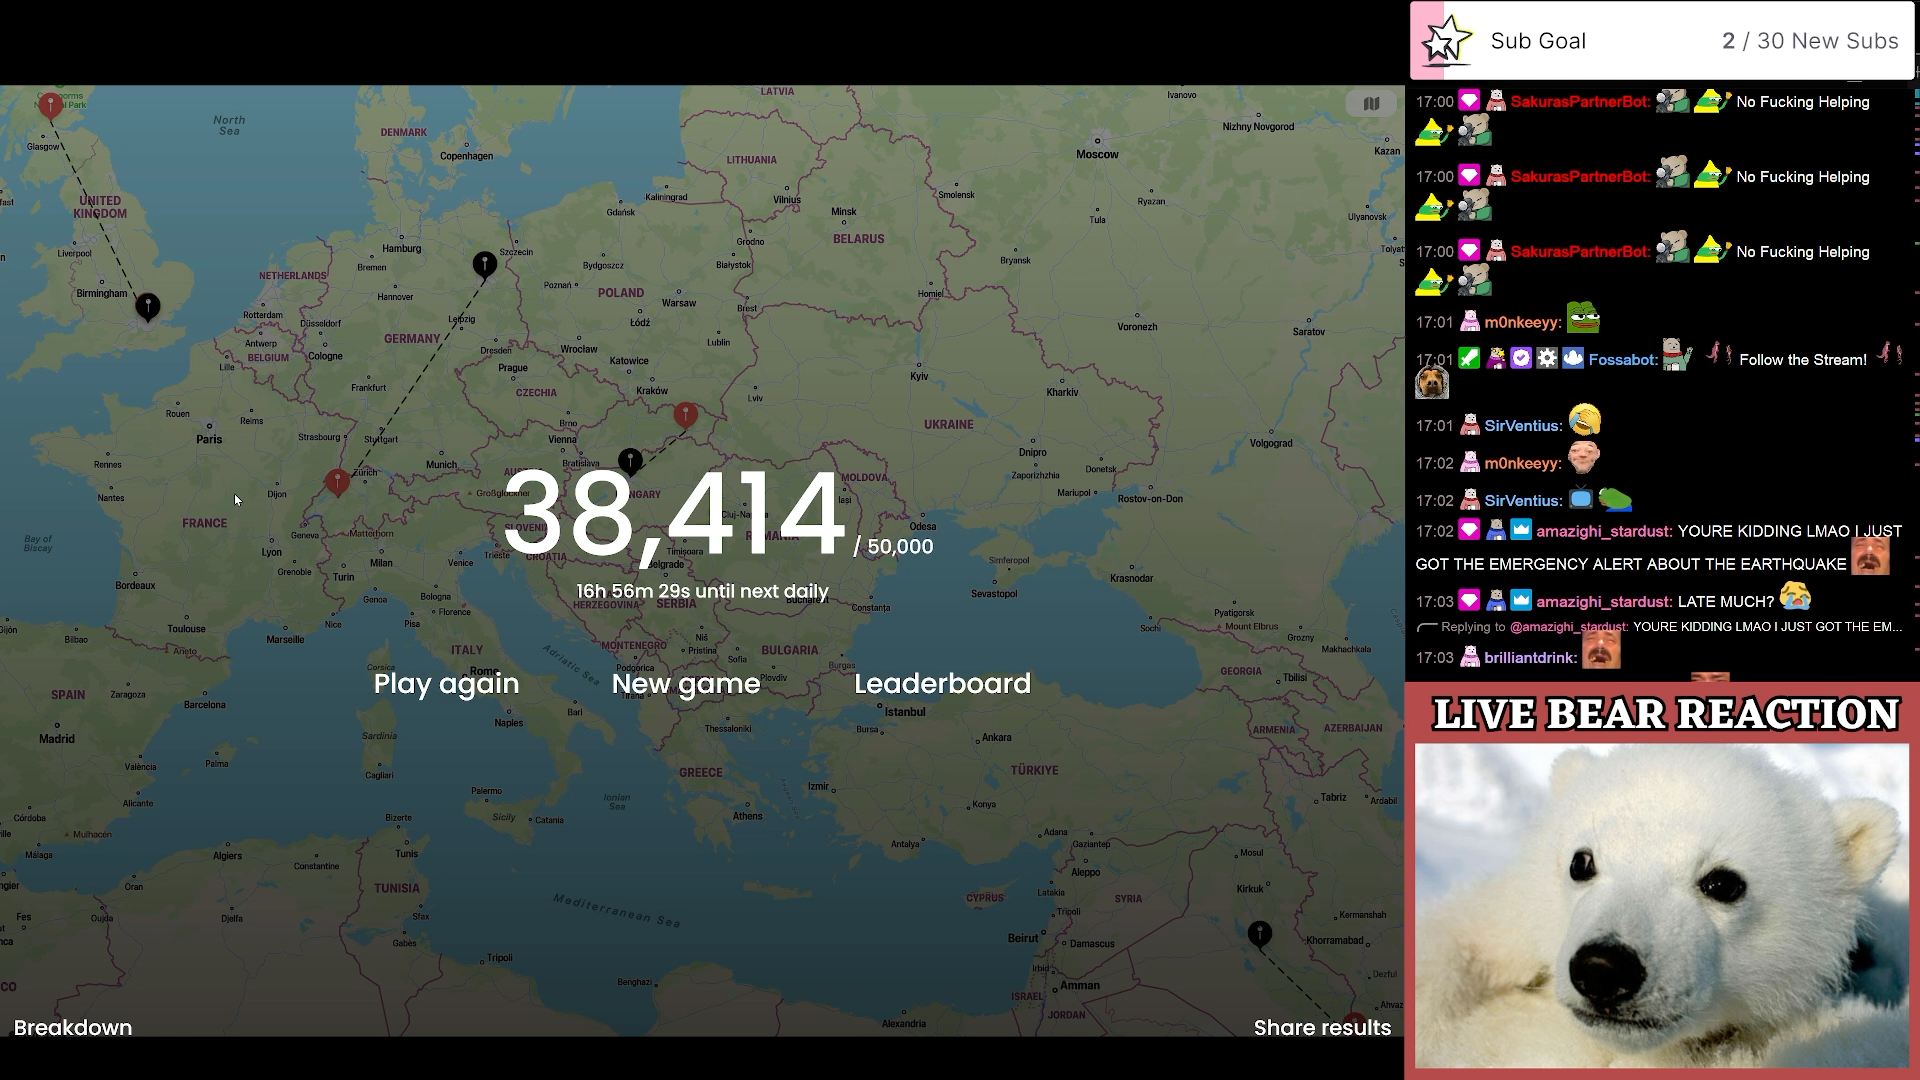 Sub Goal
2 / 30 New Subs
17:00 SakurasPartnerBot: No Fucking Helping
17:00 SakurasPartnerBot: No Fucking Helping
17:00 SakurasPartnerBot: No Fucking Helping
17:01 m0nkeeyy:
17:01 Fossabot: Follow the Stream!
17:01 SirVentius:
17:02 m0nkeeyy:
17:02 SirVentius:
17:02 amazighi_stardust: YOURE KIDDING LMAO I JUST
GOT THE EMERGENCY ALERT ABOUT THE EARTHQUAKE
17:03 amazighi_stardust: LATE MUCH?
Replying to @amazighi_stardust: YOURE KIDDING LMAO I JUST GOT THE EM...
17:03 brilliantdrink:
LIVE BEAR REACTION
38,414
/ 50,000
16h 56m 29s until next daily
Play again
New game
Leaderboard
Breakdown
Share results
LATVIA
Ivanovo
North
Sea
DENMARK
Copenhagen
Nizhny Novgorod
Kazan
Moscow
Glasgow
LITHUANIA
Vilnius
Kaliningrad
Smolensk
Ryazan
UNITED
KINGDOM
Gdańsk
Minsk
Tula
Ulyanovsk
Hamburg
Szczecin
Grodno
BELARUS
Liverpool
Bremen
Bydgoszcz
Białystok
Bryansk
NETHERLANDS
Birmingham
Hannover
Poznań
POLAND
Warsaw
Homiel
Rotterdam
Düsseldorf
Leipzig
Łódź
Brest
Voronezh
Saratov
Antwerp
BELGIUM
Cologne
GERMANY
Dresden
Wrocław
Lublin
Lille
Prague
Katowice
Kyiv
Frankfurt
CZECHIA
Kraków
Lviv
Kharkiv
Rouen
Reims
Paris
Strasbourg
Stuttgart
Brno
Vienna
UKRAINE
Volgograd
Rennes
Munich
Bratislava
Dnipro
Donetsk
Zürich
Zaporizhzhia
Nantes
Dijon
Großglockner
MOLDOVA
Iași
Mariupol
Rostov-on-Don
FRANCE
Geneva
Matterhorn
Odesa
Bay of
Biscay
Lyon
Milan
Venice
Trieste
CROATIA
Timișoara
Simferopol
Grenoble
Turin
Belgrade
Krasnodar
Bordeaux
Genoa
Bologna
HERZEGOVINA
SERBIA
Bucharest
Constanța
Sevastopol
Toulouse
Nice
Florence
Pyatigorsk
Mount Elbrus
Gijón
Bilbao
Marseille
Niš
Sochi
Grozny
Aneto
ITALY
Adriatic Sea
MONTENEGRO
Pristina
BULGARIA
Makhachkala
Corsica
Rome
Podgorica
Sofia
Burgas
GEORGIA
Tbilisi
SPAIN
Zaragoza
Barcelona
Tirana
Plovdiv
Istanbul
Madrid
Naples
Bari
Thessaloniki
Bursa
ARMENIA
AZERBAIJAN
Sardinia
Ankara
València
Palma
Cagliari
GREECE
TÜRKIYE
Alicante
Palermo
Ionian
Sea
Izmir
Konya
Tabriz
Ardabil
Córdoba
Mulhacén
Bizerte
Sicily
Catania
Athens
Adana
Gaziantep
Málaga
Algiers
Constantine
Tunis
Antalya
Aleppo
Mosul
Oran
TUNISIA
CYPRUS
Latakia
SYRIA
Kirkuk
Fes
Oujda
Djelfa
Sfax
Mediterranean Sea
Tripoli
Kermanshah
Gabès
Beirut
Damascus
Khorramabad
Tripoli
Benghazi
Irbid
Amman
Dezful
ISRAEL
JORDAN
Ahvaz
Alexandria